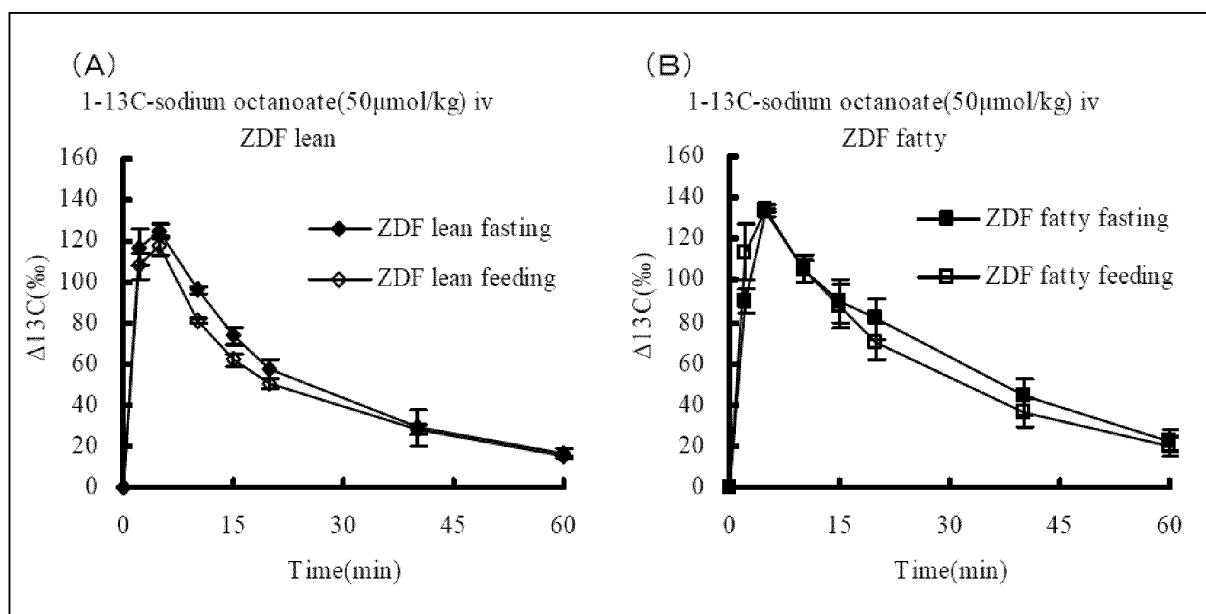 (A)
1-13C-sodium octanoate(50μmol/kg) iv
ZDF lean
160
140
120
100
80
60
40
20
0
Δ13C(‰)
ZDF lean fasting
ZDF lean feeding
0 15 30 45 60
Time(min)
(B)
1-13C-sodium octanoate(50μmol/kg) iv
ZDF fatty
160
140
120
100
80
60
40
20
0
Δ13C(‰)
ZDF fatty fasting
ZDF fatty feeding
0 15 30 45 60
Time(min)